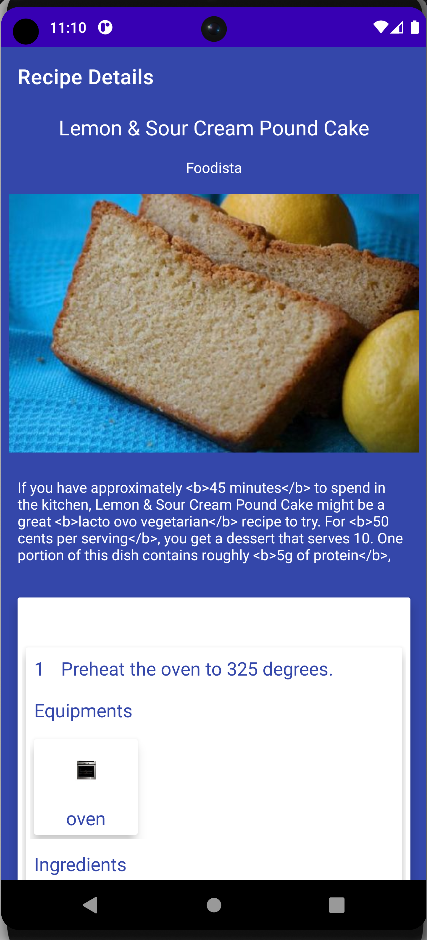 11:10
Recipe Details
Lemon & Sour Cream Pound Cake
Foodista
If you have approximately <b>45 minutes</b> to spend in
the kitchen, Lemon & Sour Cream Pound Cake might be a
great <b>lacto ovo vegetarian</b> recipe to try. For <b>50
cents per serving</b>, you get a dessert that serves 10. One
portion of this dish contains roughly <b>5g of protein</b>,
1 Preheat the oven to 325 degrees.
Equipments
oven
Ingredients